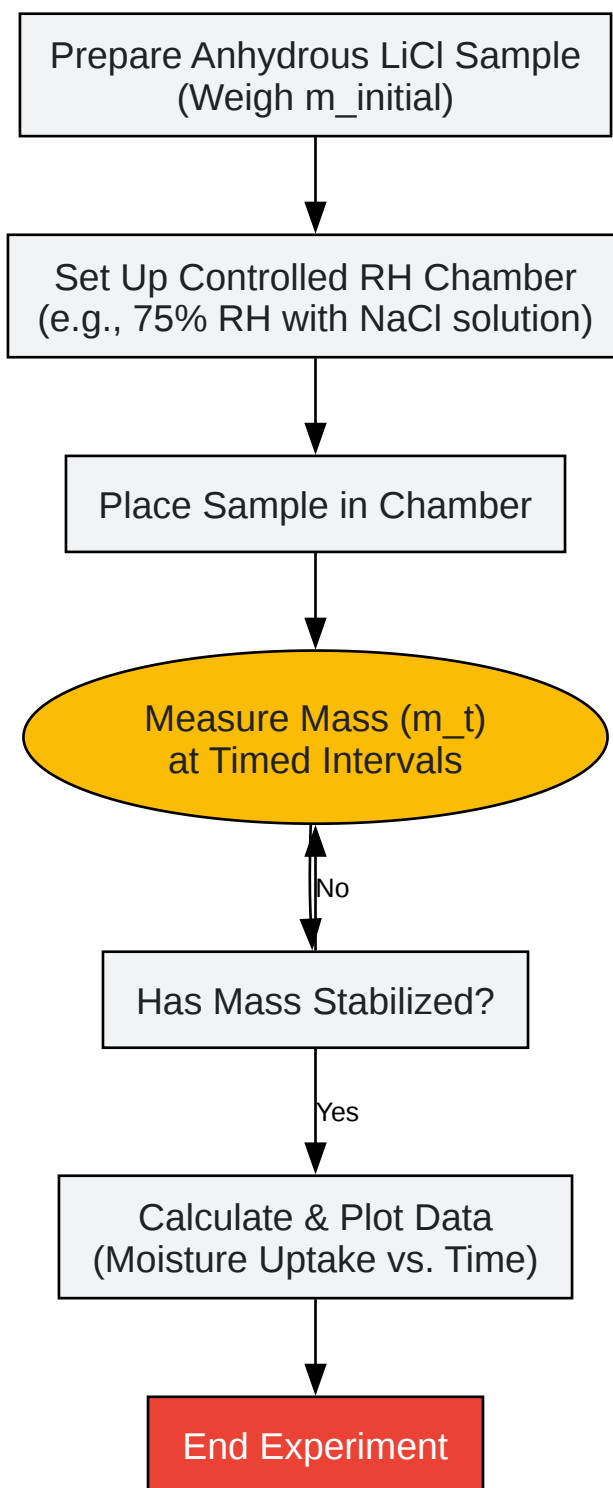 Prepare Anhydrous LiCl Sample
(Weigh m_initial)
Set Up Controlled RH Chamber
(e.g., 75% RH with NaCl solution)
Place Sample in Chamber
Measure Mass (m_t)
at Timed Intervals
No
Has Mass Stabilized?
Yes
Calculate & Plot Data
(Moisture Uptake vs. Time)
End Experiment